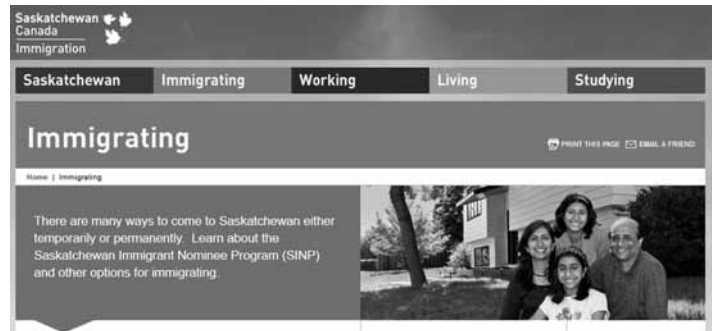 Saskatchewan
Canada
Immigration
Saskatchewan Immigrating Working Living Studying
Immigrating
PRINT THIS PAGE EMAIL A FRIEND
Home | Immigrating
There are many ways to come to Saskatchewan either
temporarily or permanently. Learn about the
Saskatchewan Immigrant Nominee Program (SINP)
and other options for immigrating.